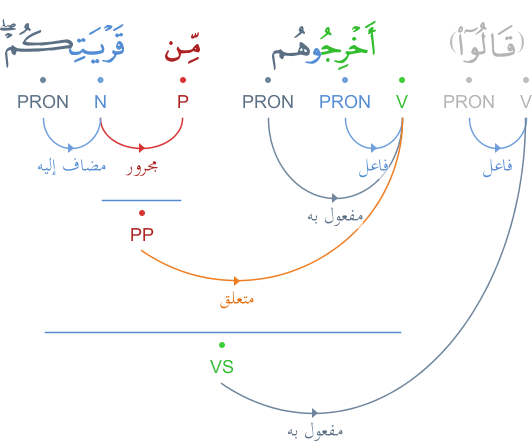 (قَالُوٓا۟) أَخْرِجُوهُم مِّن قَرْيَتِكُمْ ۖ
V PRON V PRON PRON P N PRON
فاعل فاعل مجرور مضاف إليه
مفعول به
PP
متعلق
VS
مفعول به